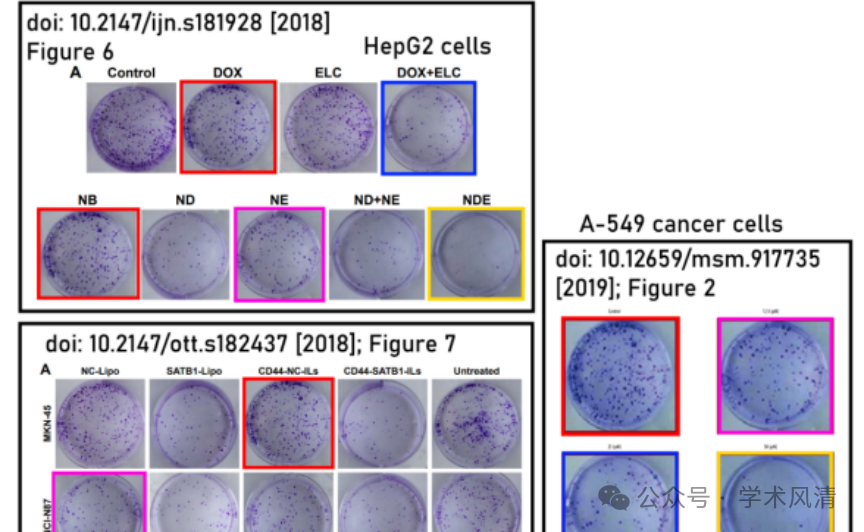 doi: 10.2147/ijn.s181928 [2018]
Figure 6
HepG2 cells
A
Control DOX ELC DOX+ELC
NB ND NE ND+NE NDE
A-549 cancer cells
doi: 10.12659/msm.917735
[2019]; Figure 2
Control
doi: 10.2147/ott.s182437 [2018]; Figure 7
A
NC-Lipo SATB1-Lipo CD44-NC-ILs CD44-SATB1-ILs Untreated
MKN-45
NCI-N87
公众号 · 学术风清